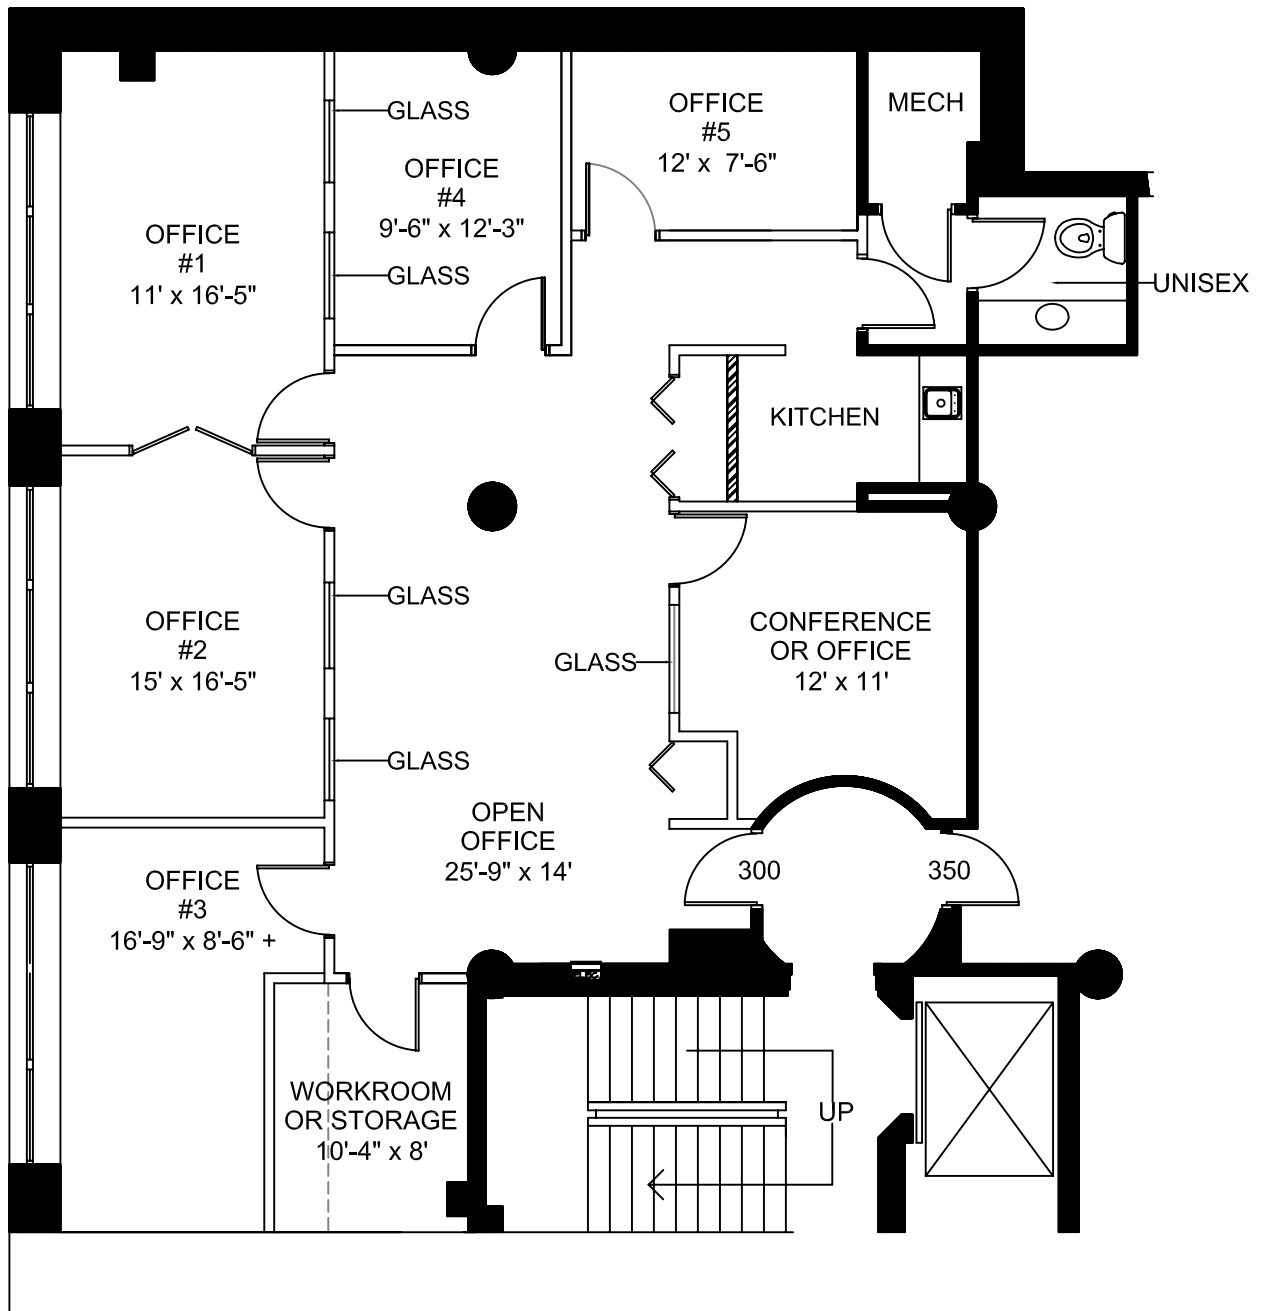 OFFICE
#5
12' x 7'-6"
MECH
GLASS
OFFICE
#4
9'-6" x 12'-3"
OFFICE
#1
11' x 16'-5"
GLASS
UNISEX
KITCHEN
GLASS
OFFICE
#2
15' x 16'-5"
CONFERENCE
OR OFFICE
12' x 11'
GLASS
GLASS
OPEN
OFFICE
25'-9" x 14'
300
350
OFFICE
#3
16'-9" x 8'-6" +
WORKROOM
OR STORAGE
10'-4" x 8'
UP